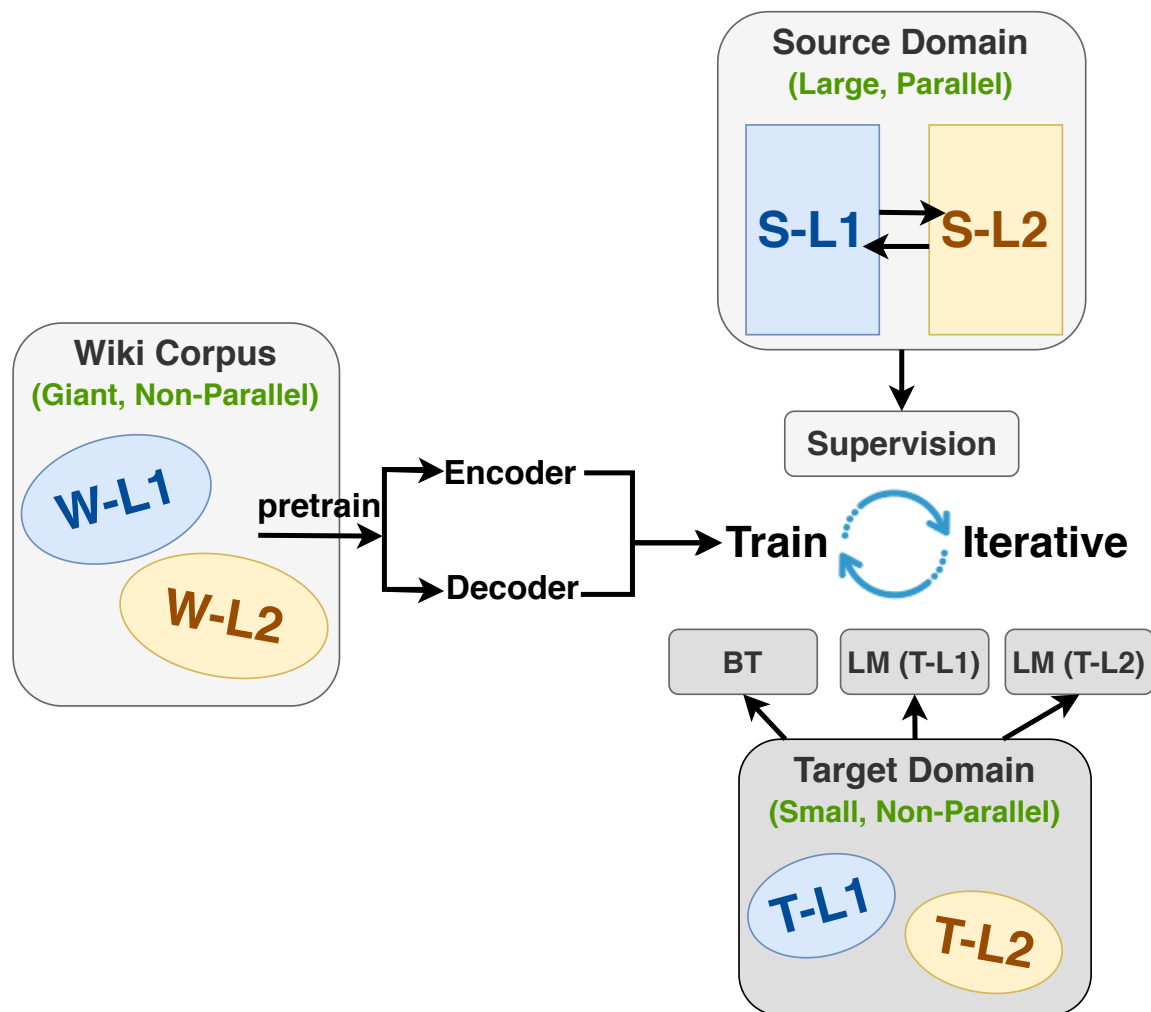 Source Domain
(Large, Parallel)
S-L1
S-L2
Wiki Corpus
(Giant, Non-Parallel)
W-L1
W-L2
pretrain
Encoder
Decoder
Supervision
Train
Iterative
BT
LM (T-L1)
LM (T-L2)
Target Domain
(Small, Non-Parallel)
T-L1
T-L2